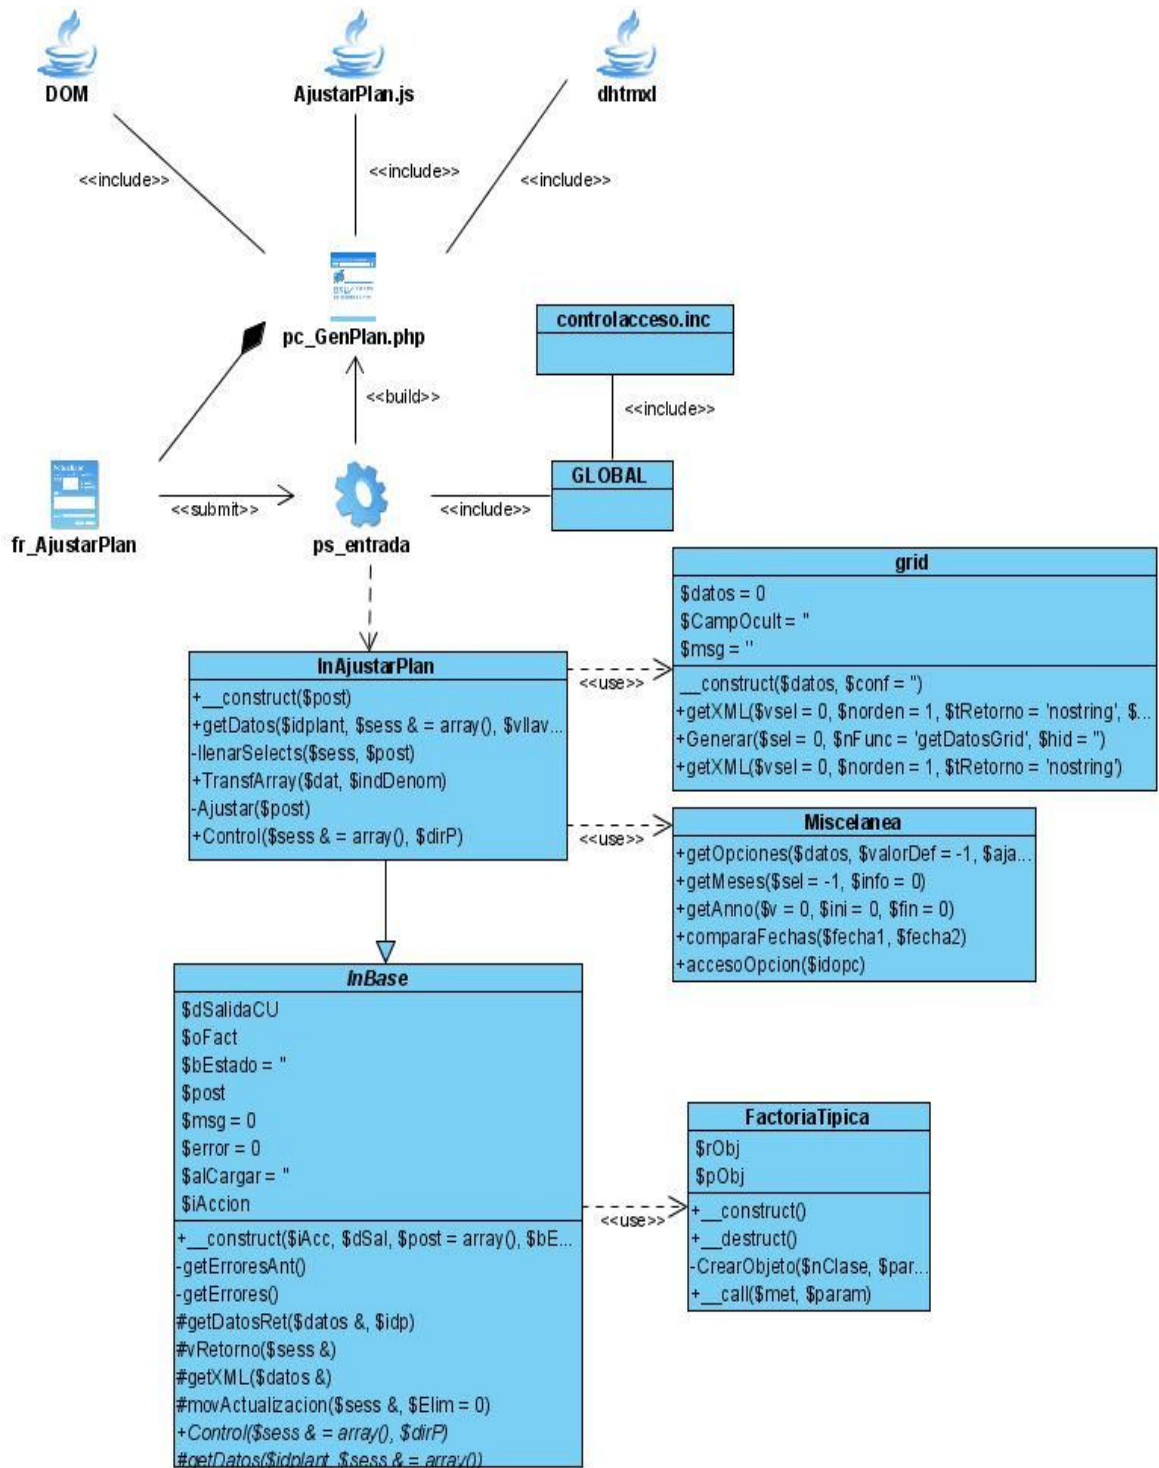 DOM
AjustarPlan.js
dhtmxl
<<include>>
<<include>>
<<include>>
pc_GenPlan.php
controlacceso.inc
<<build>>
<<include>>
GLOBAL
<<submit>>
<<include>>
fr_AjustarPlan
ps_entrada
grid
$datos = 0
$CampOcult = ''
$msg = ''
__construct($datos, $conf = '')
+getXML($vsel = 0, $norden = 1, $tRetorno = 'nostring', $...
+Generar($sel = 0, $nFunc = 'getDatosGrid', $hid = '')
+getXML($vsel = 0, $norden = 1, $tRetorno = 'nostring')
InAjustarPlan
+__construct($post)
+getDatos($idplant, $sess & = array(), $vllav...
-llenarSelects($sess, $post)
+TransfArray($dat, $indDenom)
-Ajustar($post)
+Control($sess & = array(), $dirP)
<<use>>
<<use>>
Miscelanea
+getOpciones($datos, $valorDef = -1, $aja...
+getMeses($sel = -1, $info = 0)
+getAnno($v = 0, $ini = 0, $fin = 0)
+comparaFechas($fecha1, $fecha2)
+accesoOpcion($idopc)
InBase
$dSalidaCU
$oFact
$bEstado = ''
$post
$msg = 0
$error = 0
$alCargar = ''
$iAccion
+__construct($iAcc, $dSal, $post = array(), $bE...
-getErroresAnt()
-getErrores()
#getDatosRet($datos &, $idp)
#vRetorno($sess &)
#getXML($datos &)
#movActualizacion($sess &, $Elim = 0)
+Control($sess & = array(), $dirP)
#getDatos($idplant, $sess & = array())
<<use>>
FactoriaTipica
$rObj
$pObj
+__construct()
+__destruct()
-CrearObjeto($nClase, $par...
+__call($met, $param)